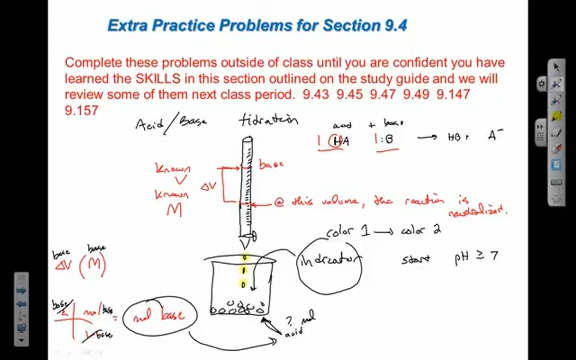 Extra Practice Problems for Section 9.4
Complete these problems outside of class until you are confident you have
learned the SKILLS in this section outlined on the study guide and we will
review some of them next class period. 9.43 9.45 9.47 9.49 9.147
9.157
Acid/Base titration
acid + base
1 HA 1 :B → HB+ A-
known V
known M
ΔV
base
@ this volume, the reaction is neutralized.
color 1 → color 2
indicator
start pH ≥ 7
base base
ΔV (M)
base mol base
L base
= mol base
? mol
acid